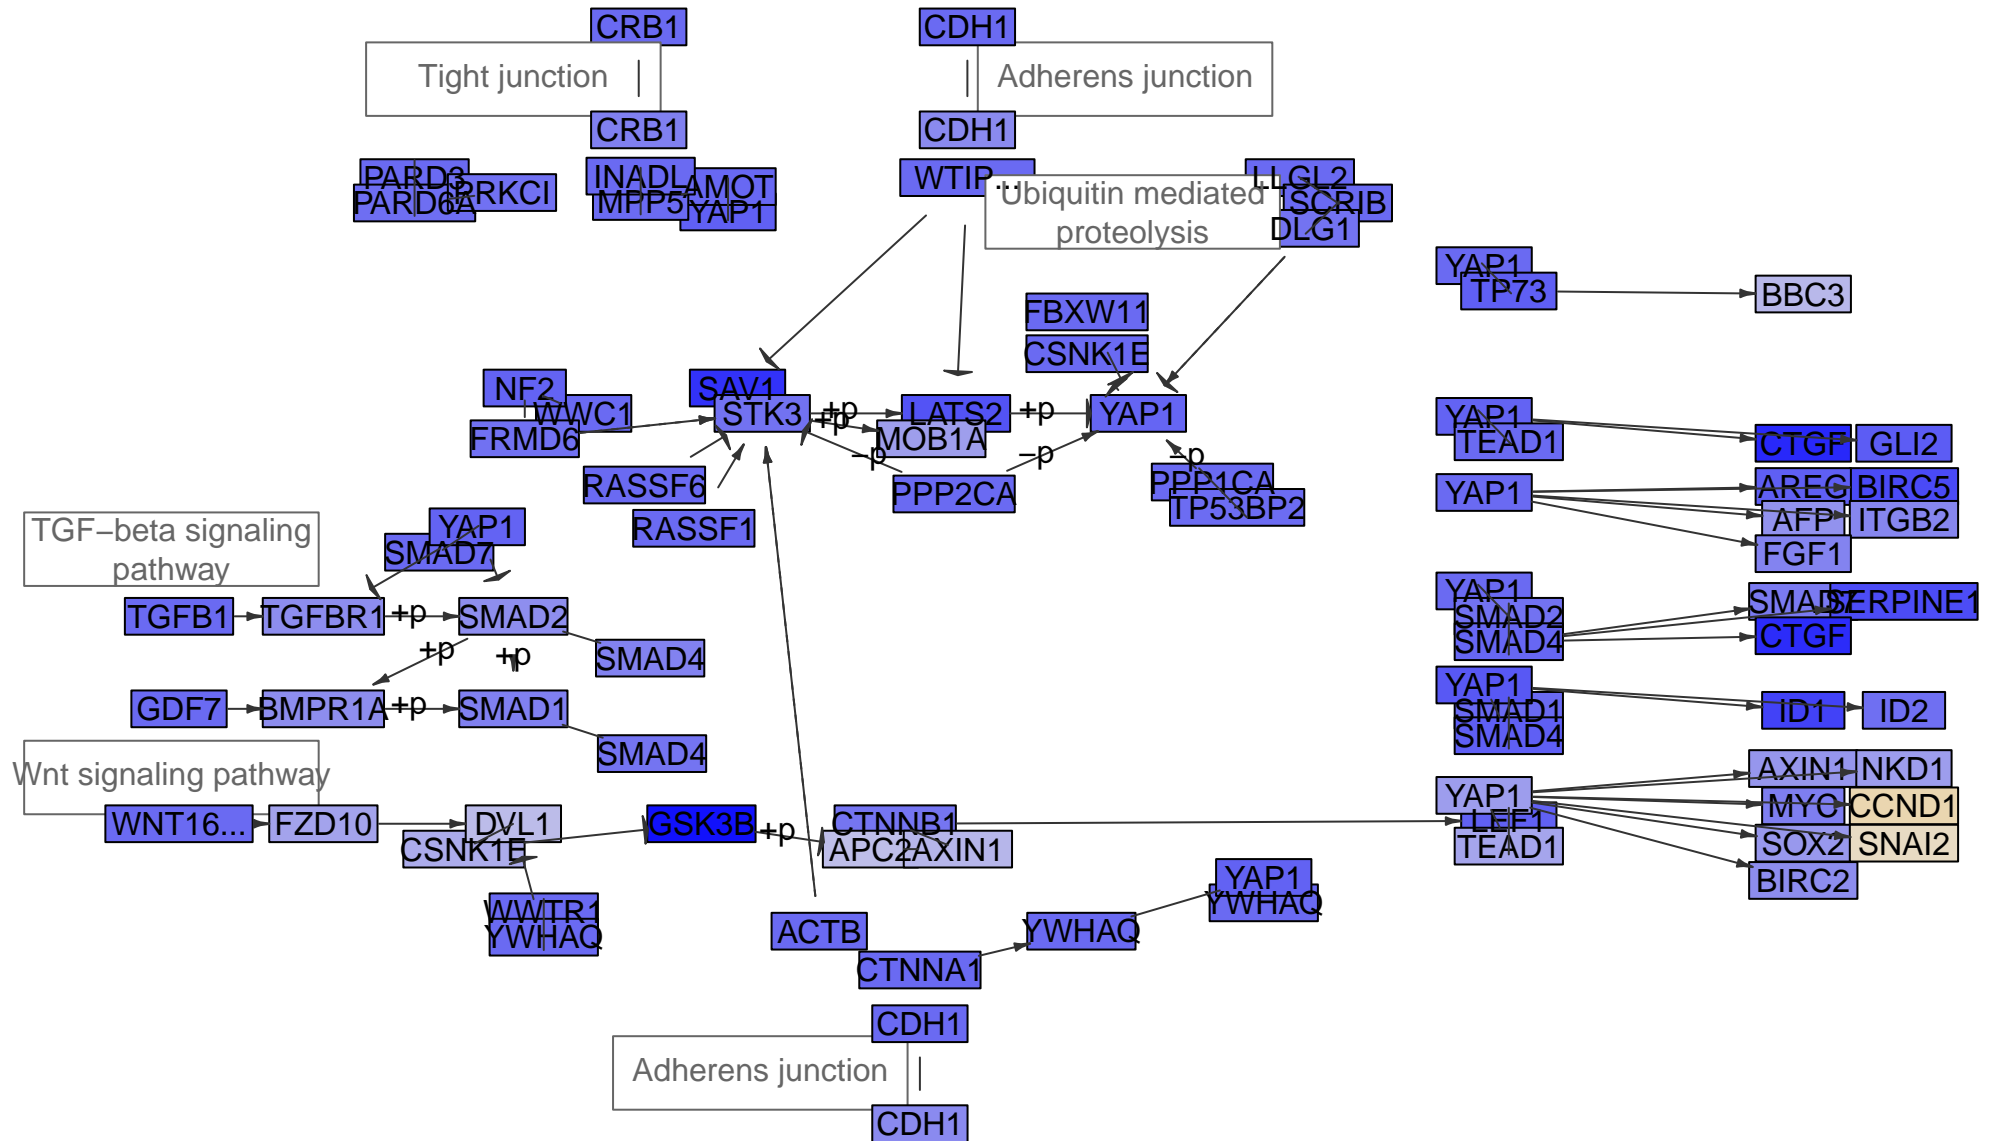 CRB1
CDH1
Tight junction
Adherens junction
CRB1
CDH1
PARD3
PRKCI
PARD6A
INADL
AMOT
MPP5
YAP1
WTIP...
LLGL2
SCRIB
DLG1
Ubiquitin mediated
proteolysis
YAP1
TP73
BBC3
FBXW11
CSNK1E
NF2
WWC1
FRMD6
SAV1
STK3
+p
+p
LATS2
MOB1A
+p
YAP1
−p
−p
−p
RASSF6
RASSF1
PPP2CA
PPP1CA
TP53BP2
YAP1
TEAD1
CTGF
GLI2
YAP1
AREG
BIRC5
AFP
ITGB2
FGF1
TGF−beta signaling
pathway
YAP1
SMAD7
TGFB1
TGFBR1
+p
SMAD2
+p
+p
SMAD4
YAP1
SMAD2
SMAD4
SMAD7
SERPINE1
CTGF
GDF7
BMPR1A
+p
SMAD1
SMAD4
YAP1
SMAD1
SMAD4
ID1
ID2
Wnt signaling pathway
WNT16...
FZD10
DVL1
CSNK1E
GSK3B
+p
CTNNB1
APC2
AXIN1
YAP1
LEF1
TEAD1
AXIN1
NKD1
MYC
CCND1
SOX2
SNAI2
BIRC2
WWTR1
YWHAQ
ACTB
CTNNA1
YWHAQ
YAP1
YWHAQ
CDH1
Adherens junction
CDH1